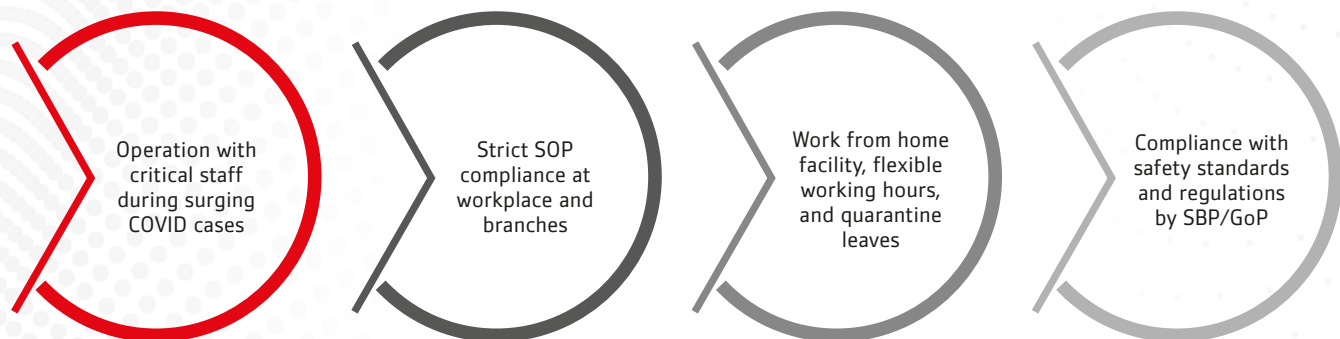 Operation with
critical staff
during surging
COVID cases
Strict SOP
compliance at
workplace and
branches
Work from home
facility, flexible
working hours,
and quarantine
leaves
Compliance with
safety standards
and regulations
by SBP/GoP